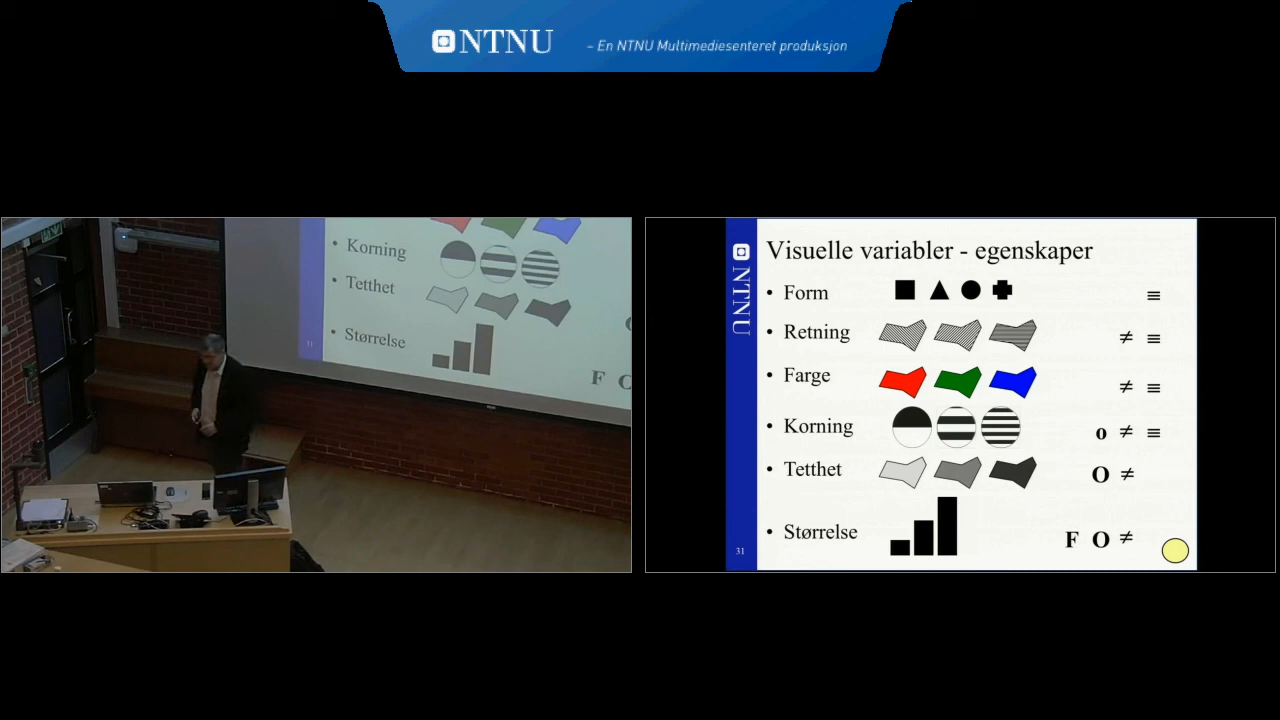 NTNU – En NTNU Multimediesenteret produksjon
• Korning
• Tetthet
• Størrelse
31
F O
NTNU
Visuelle variabler - egenskaper
• Form ≡
• Retning ≠ ≡
• Farge ≠ ≡
• Korning o ≠ ≡
• Tetthet O ≠
• Størrelse F O ≠
31